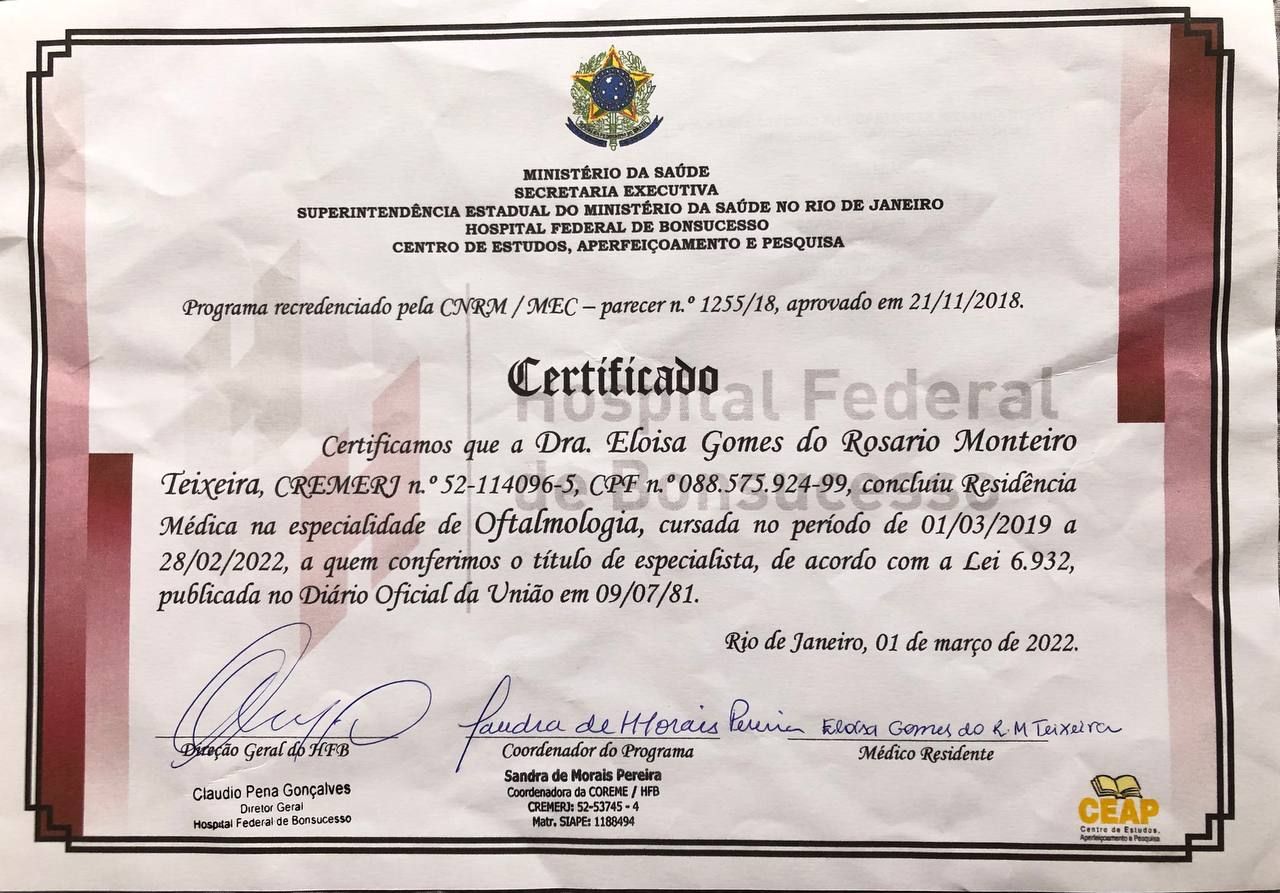 MINISTÉRIO DA SAÚDE
SECRETARIA EXECUTIVA
SUPERINTENDÊNCIA ESTADUAL DO MINISTÉRIO DA SAÚDE NO RIO DE JANEIRO
HOSPITAL FEDERAL DE BONSUCESSO
CENTRO DE ESTUDOS, APERFEIÇOAMENTO E PESQUISA
Programa recredenciado pela CNRM / MEC – parecer n.º 1255/18, aprovado em 21/11/2018.
Certificado
Hospital Federal
de Bonsucesso
Certificamos que a Dra. Eloisa Gomes do Rosario Monteiro
Teixeira, CREMERJ n.º 52-114096-5, CPF n.º 088.575.924-99, concluiu Residência
Médica na especialidade de Oftalmologia, cursada no período de 01/03/2019 a
28/02/2022, a quem conferimos o título de especialista, de acordo com a Lei 6.932,
publicada no Diário Oficial da União em 09/07/81.
Rio de Janeiro, 01 de março de 2022.
Sandra de Morais Pereira Eloisa Gomes do R. M Teixeira
Direção Geral do HFB Coordenador do Programa Médico Residente
Claudio Pena Gonçalves
Diretor Geral
Hospital Federal de Bonsucesso
Sandra de Morais Pereira
Coordenadora da COREME / HFB
CREMERJ: 52-53745 - 4
Matr. SIAPE: 1188494
CEAP
Centro de Estudos,
Aperfeiçoamento e Pesquisa